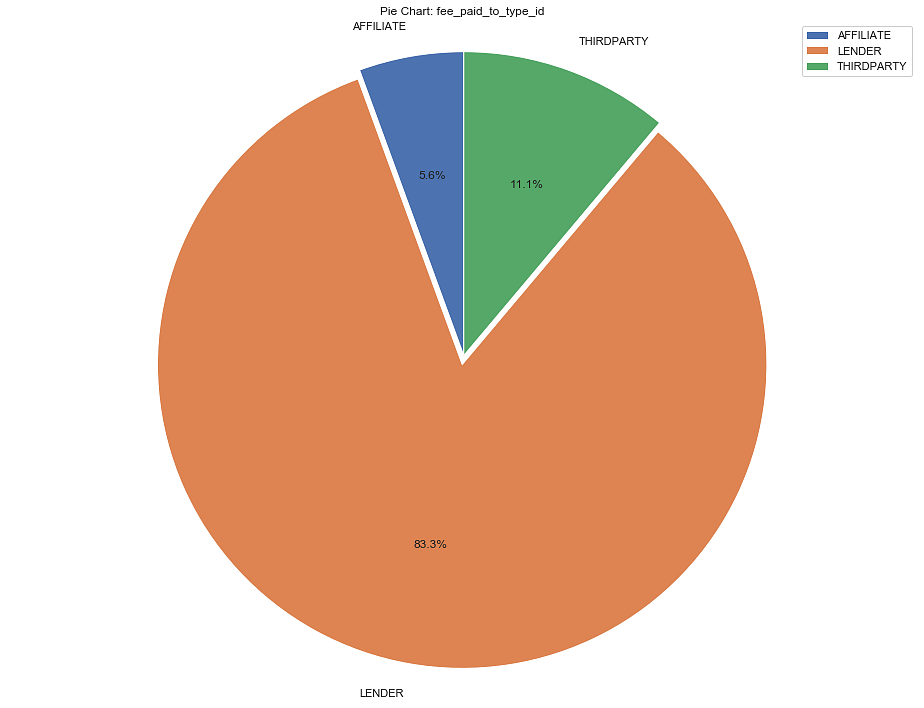 Pie Chart: fee_paid_to_type_id
AFFILIATE
THIRDPARTY
AFFILIATE
LENDER
THIRDPARTY
5.6%
11.1%
83.3%
LENDER